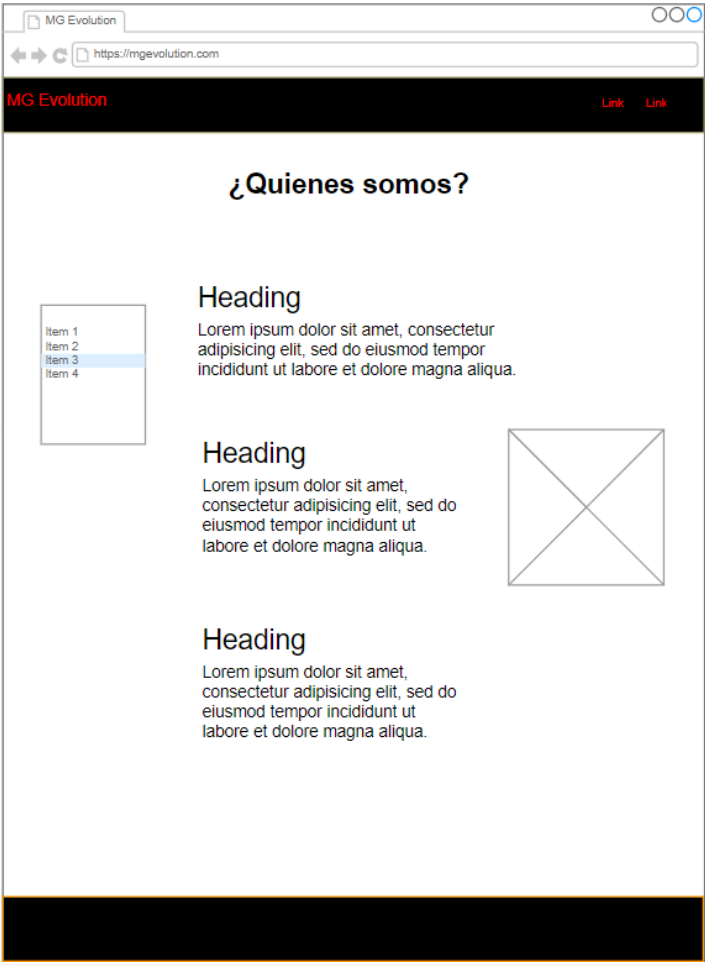 MG Evolution
https://mgevolution.com
MG Evolution
Link Link
¿Quienes somos?
Item 1
Item 2
Item 3
Item 4
Heading
Lorem ipsum dolor sit amet, consectetur
adipisicing elit, sed do eiusmod tempor
incididunt ut labore et dolore magna aliqua.
Heading
Lorem ipsum dolor sit amet,
consectetur adipisicing elit, sed do
eiusmod tempor incididunt ut
labore et dolore magna aliqua.
Heading
Lorem ipsum dolor sit amet,
consectetur adipisicing elit, sed do
eiusmod tempor incididunt ut
labore et dolore magna aliqua.